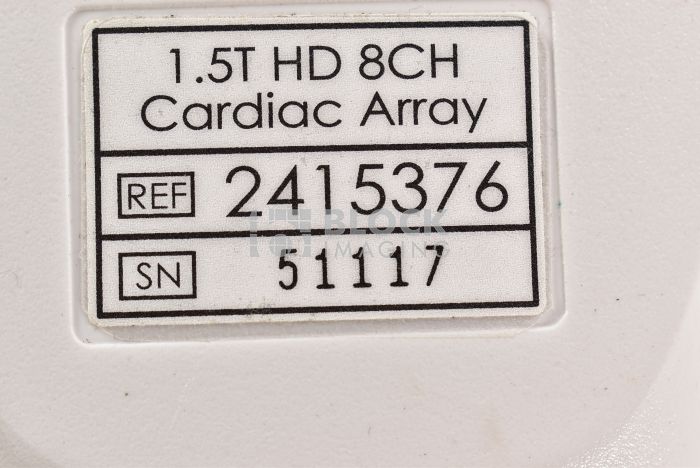 1.5T HD 8CH
Cardiac Array
REF 2415376
BLOCK
IMAGING
SN 51117